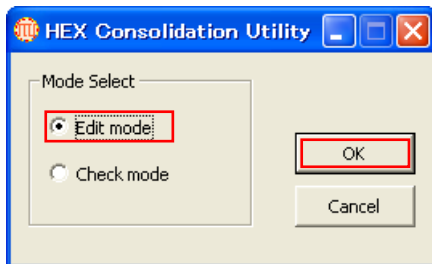 HEX Consolidation Utility
Mode Select
Edit mode
Check mode
OK
Cancel